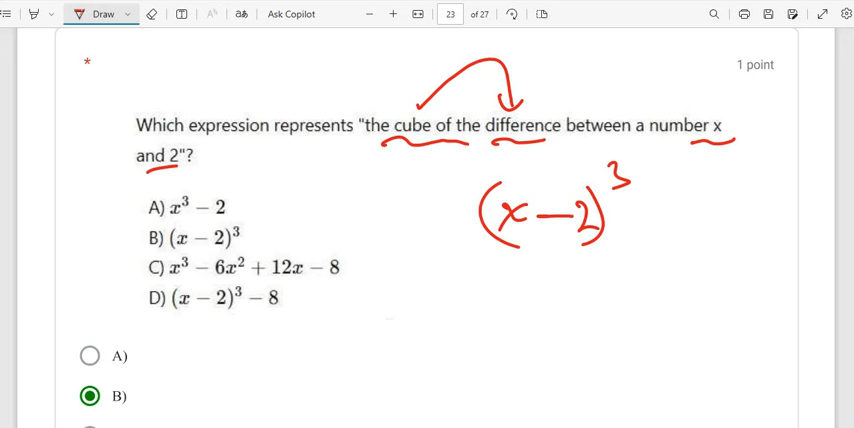 Draw Ask Copilot 23 of 27
* 1 point
Which expression represents "the cube of the difference between a number x
and 2"?
(x − 2)³
A) x³ − 2
B) (x − 2)³
C) x³ − 6x² + 12x − 8
D) (x − 2)³ − 8
A)
B)